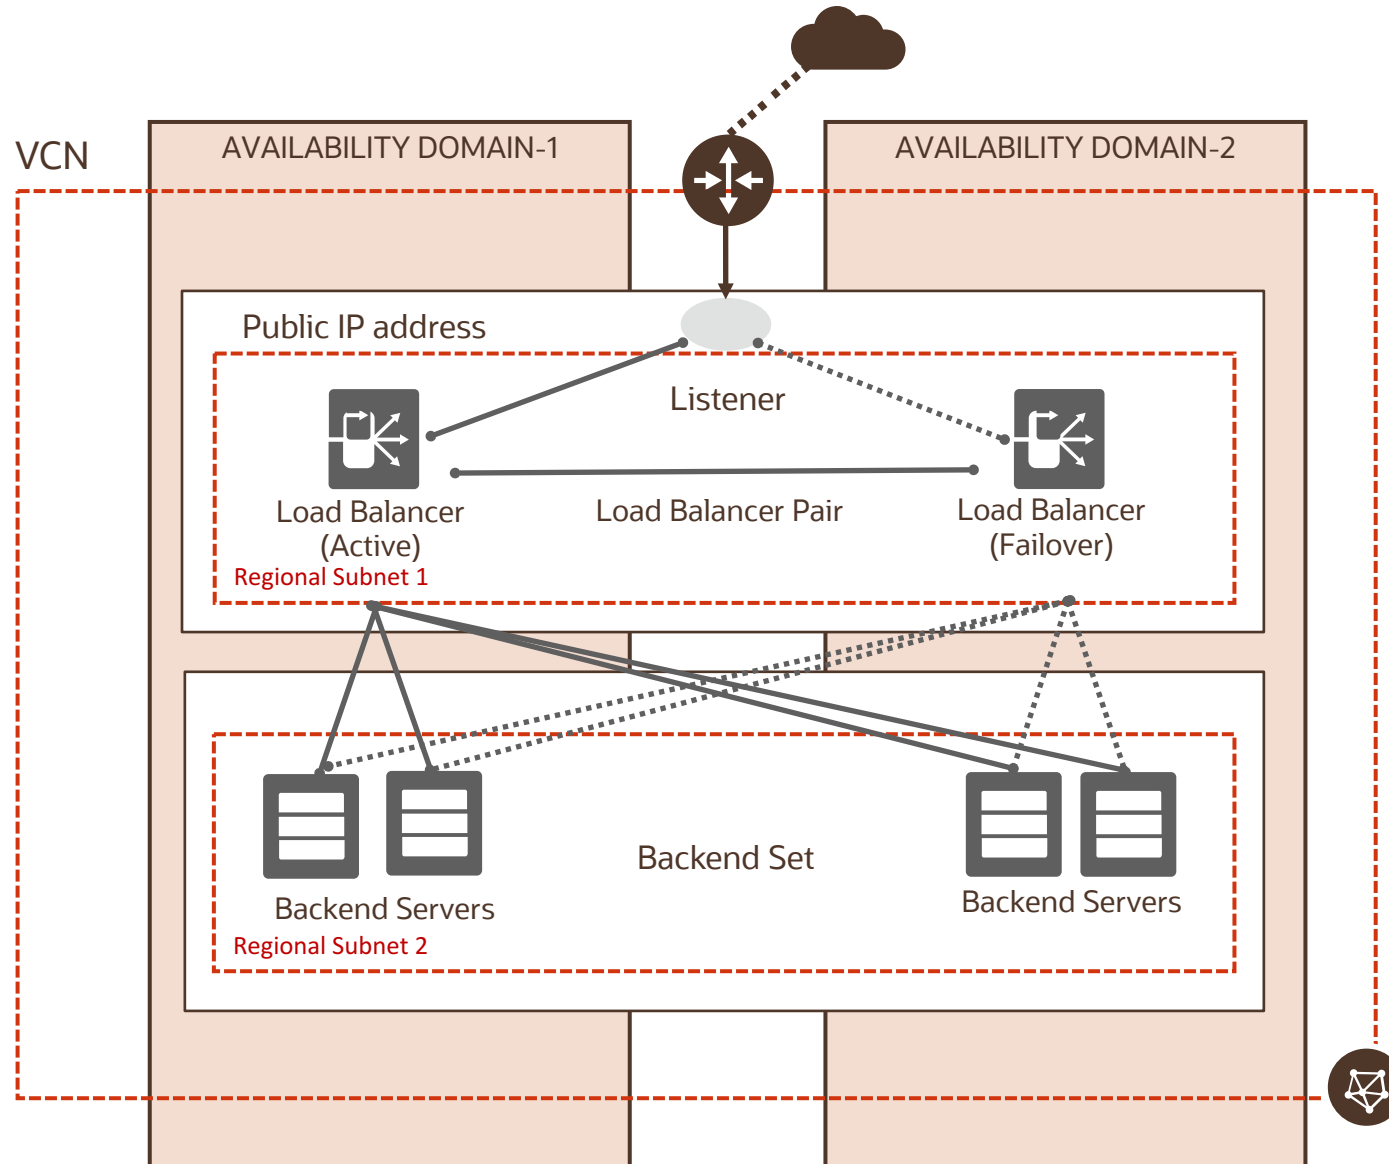 VCN
AVAILABILITY DOMAIN-1
AVAILABILITY DOMAIN-2
Public IP address
Listener
Load Balancer
(Active)
Load Balancer Pair
Load Balancer
(Failover)
Regional Subnet 1
Backend Set
Backend Servers
Backend Servers
Regional Subnet 2